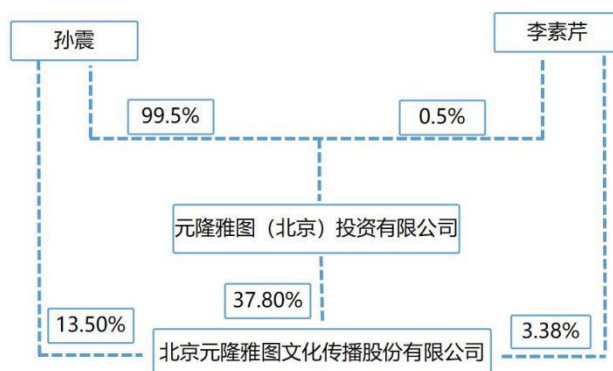 孙震
李素芹
99.5%
0.5%
元隆雅图（北京）投资有限公司
37.80%
13.50%
3.38%
北京元隆雅图文化传播股份有限公司